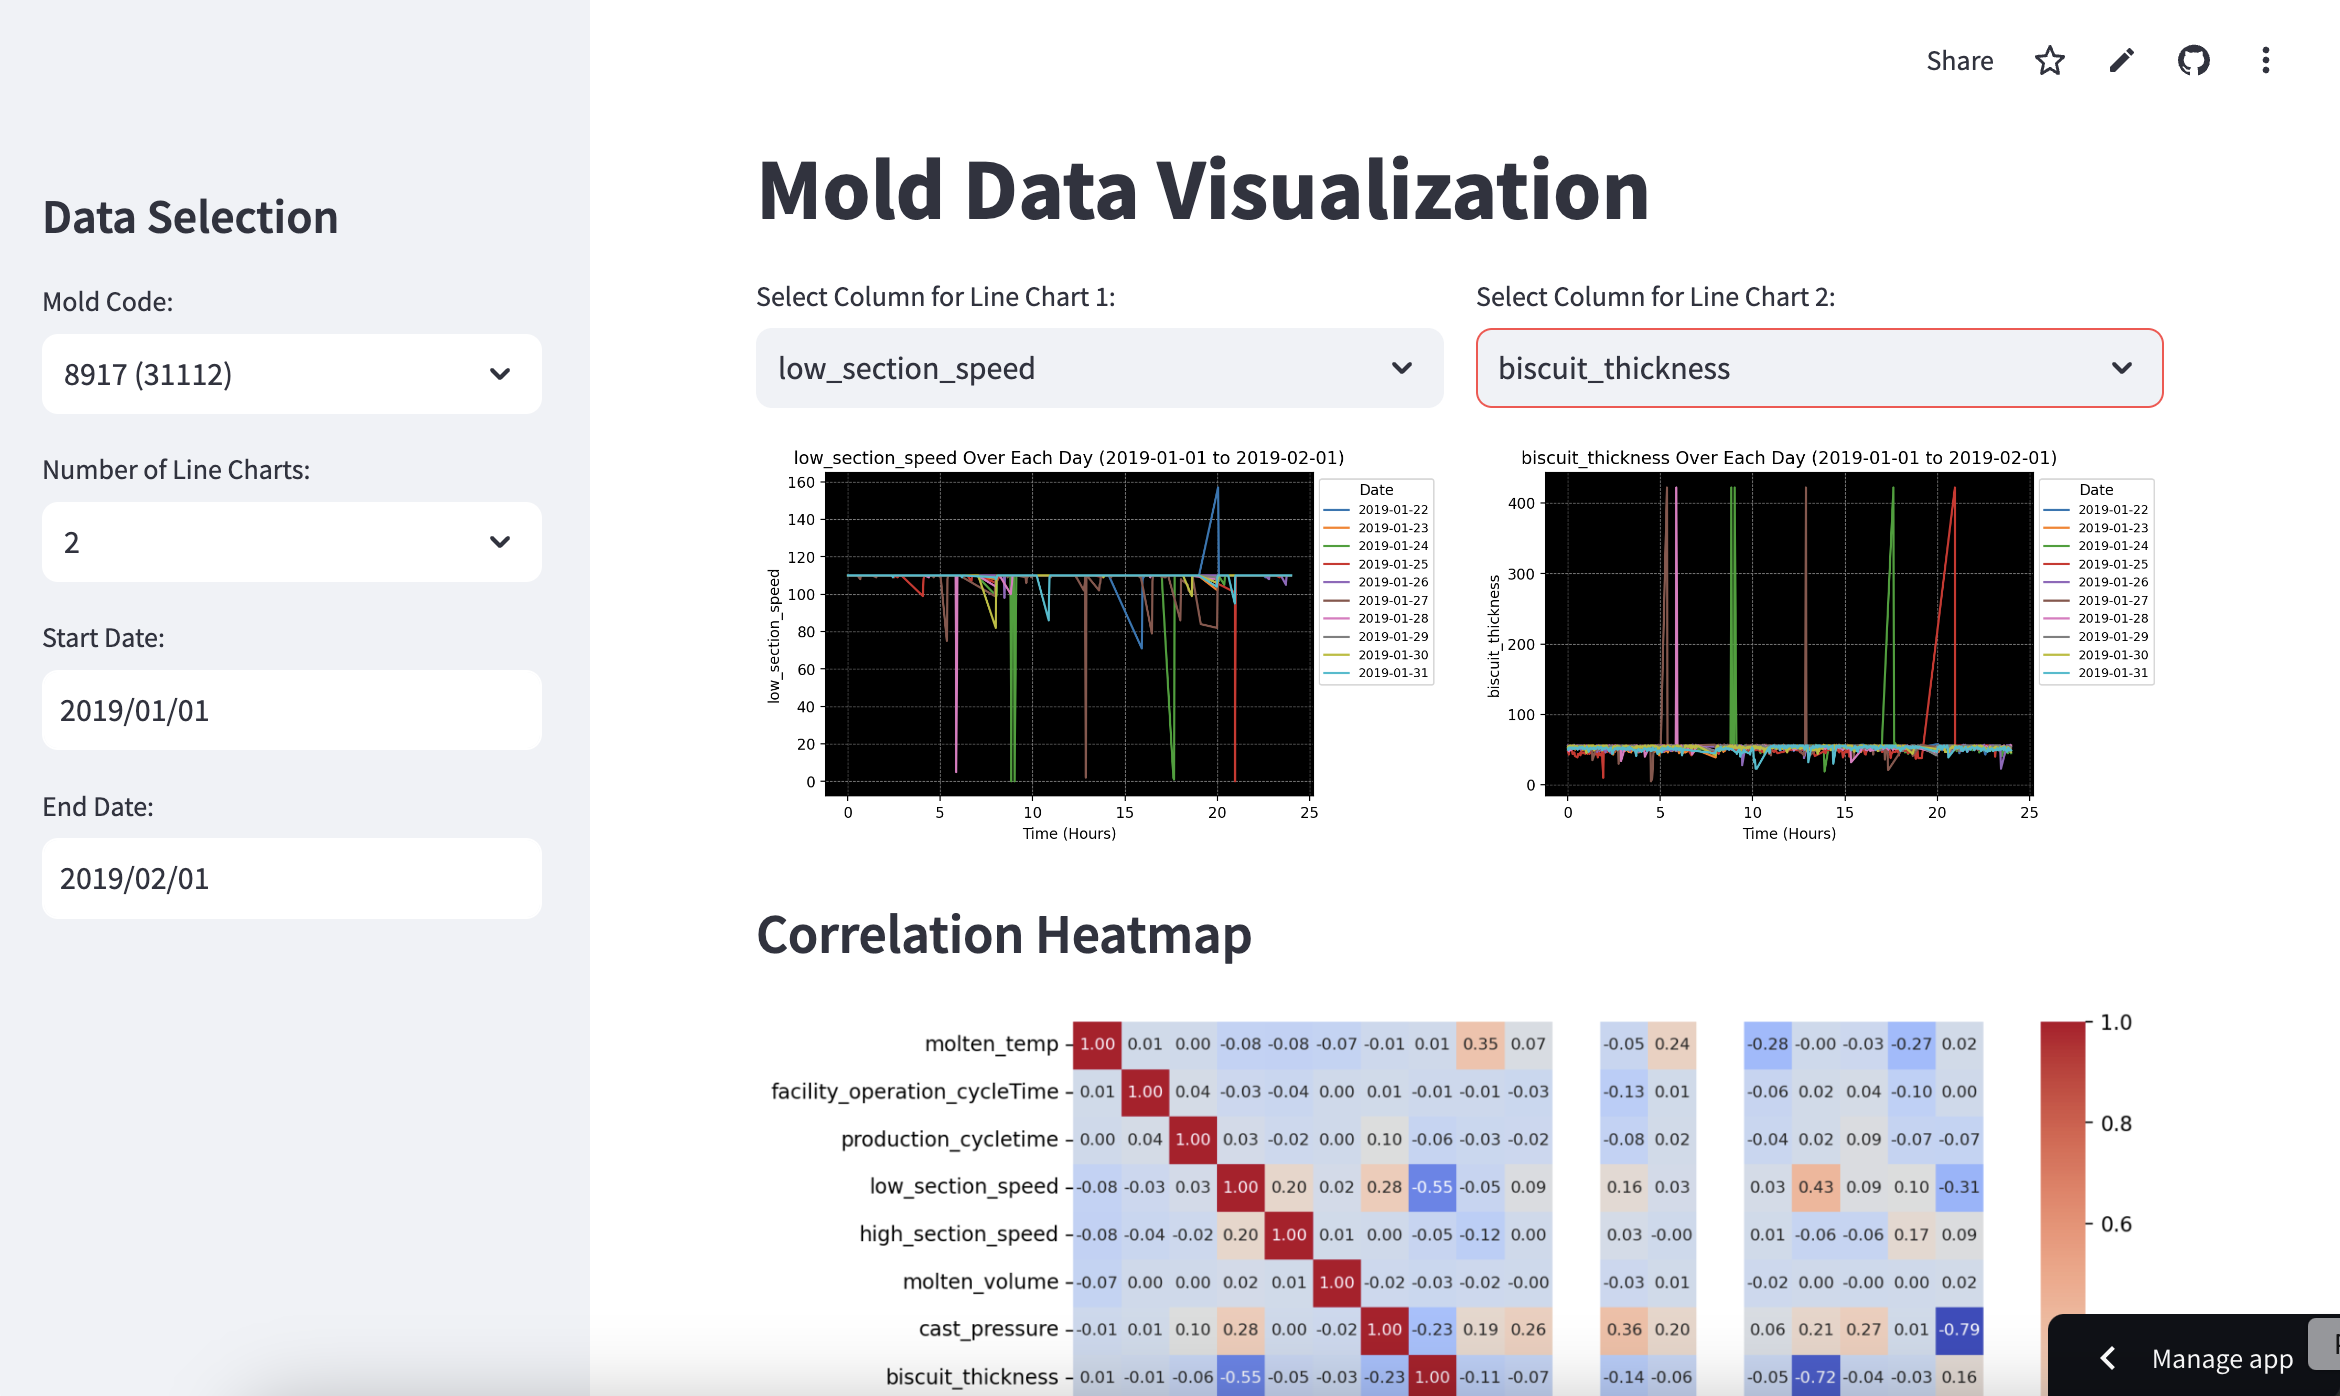 Share
Data Selection
Mold Code:
8917 (31112)
Number of Line Charts:
2
Start Date:
2019/01/01
End Date:
2019/02/01
Mold Data Visualization
Select Column for Line Chart 1:
low_section_speed
Select Column for Line Chart 2:
biscuit_thickness
low_section_speed Over Each Day (2019-01-01 to 2019-02-01)
160
140
120
100
80
60
40
20
0
low_section_speed
0 5 10 15 20 25
Time (Hours)
Date
2019-01-22
2019-01-23
2019-01-24
2019-01-25
2019-01-26
2019-01-27
2019-01-28
2019-01-29
2019-01-30
2019-01-31
biscuit_thickness Over Each Day (2019-01-01 to 2019-02-01)
400
300
200
100
0
biscuit_thickness
0 5 10 15 20 25
Time (Hours)
Date
2019-01-22
2019-01-23
2019-01-24
2019-01-25
2019-01-26
2019-01-27
2019-01-28
2019-01-29
2019-01-30
2019-01-31
Correlation Heatmap
molten_temp 1.00 0.01 0.00 -0.08 -0.08 -0.07 -0.01 0.01 0.35 0.07 -0.05 0.24 -0.28 -0.00 -0.03 -0.27 0.02
facility_operation_cycleTime 0.01 1.00 0.04 -0.03 -0.04 0.00 0.01 -0.01 -0.01 -0.03 -0.13 0.01 -0.06 0.02 0.04 -0.10 0.00
production_cycletime 0.00 0.04 1.00 0.03 -0.02 0.00 0.10 -0.06 -0.03 -0.02 -0.08 0.02 -0.04 0.02 0.09 -0.07 -0.07
low_section_speed -0.08 -0.03 0.03 1.00 0.20 0.02 0.28 -0.55 -0.05 0.09 0.16 0.03 0.03 0.43 0.09 0.10 -0.31
high_section_speed -0.08 -0.04 -0.02 0.20 1.00 0.01 0.00 -0.05 -0.12 0.00 0.03 -0.00 0.01 -0.06 -0.06 0.17 0.09
molten_volume -0.07 0.00 0.00 0.02 0.01 1.00 -0.02 -0.03 -0.02 -0.00 -0.03 0.01 -0.02 0.00 -0.00 0.00 0.02
cast_pressure -0.01 0.01 0.10 0.28 0.00 -0.02 1.00 -0.23 0.19 0.26 0.36 0.20 0.06 0.21 0.27 0.01 -0.79
biscuit_thickness 0.01 -0.01 -0.06 -0.55 -0.05 -0.03 -0.23 1.00 -0.11 -0.07 -0.14 -0.06 -0.05 -0.72 -0.04 -0.03 0.16
1.0
0.8
0.6
Manage app